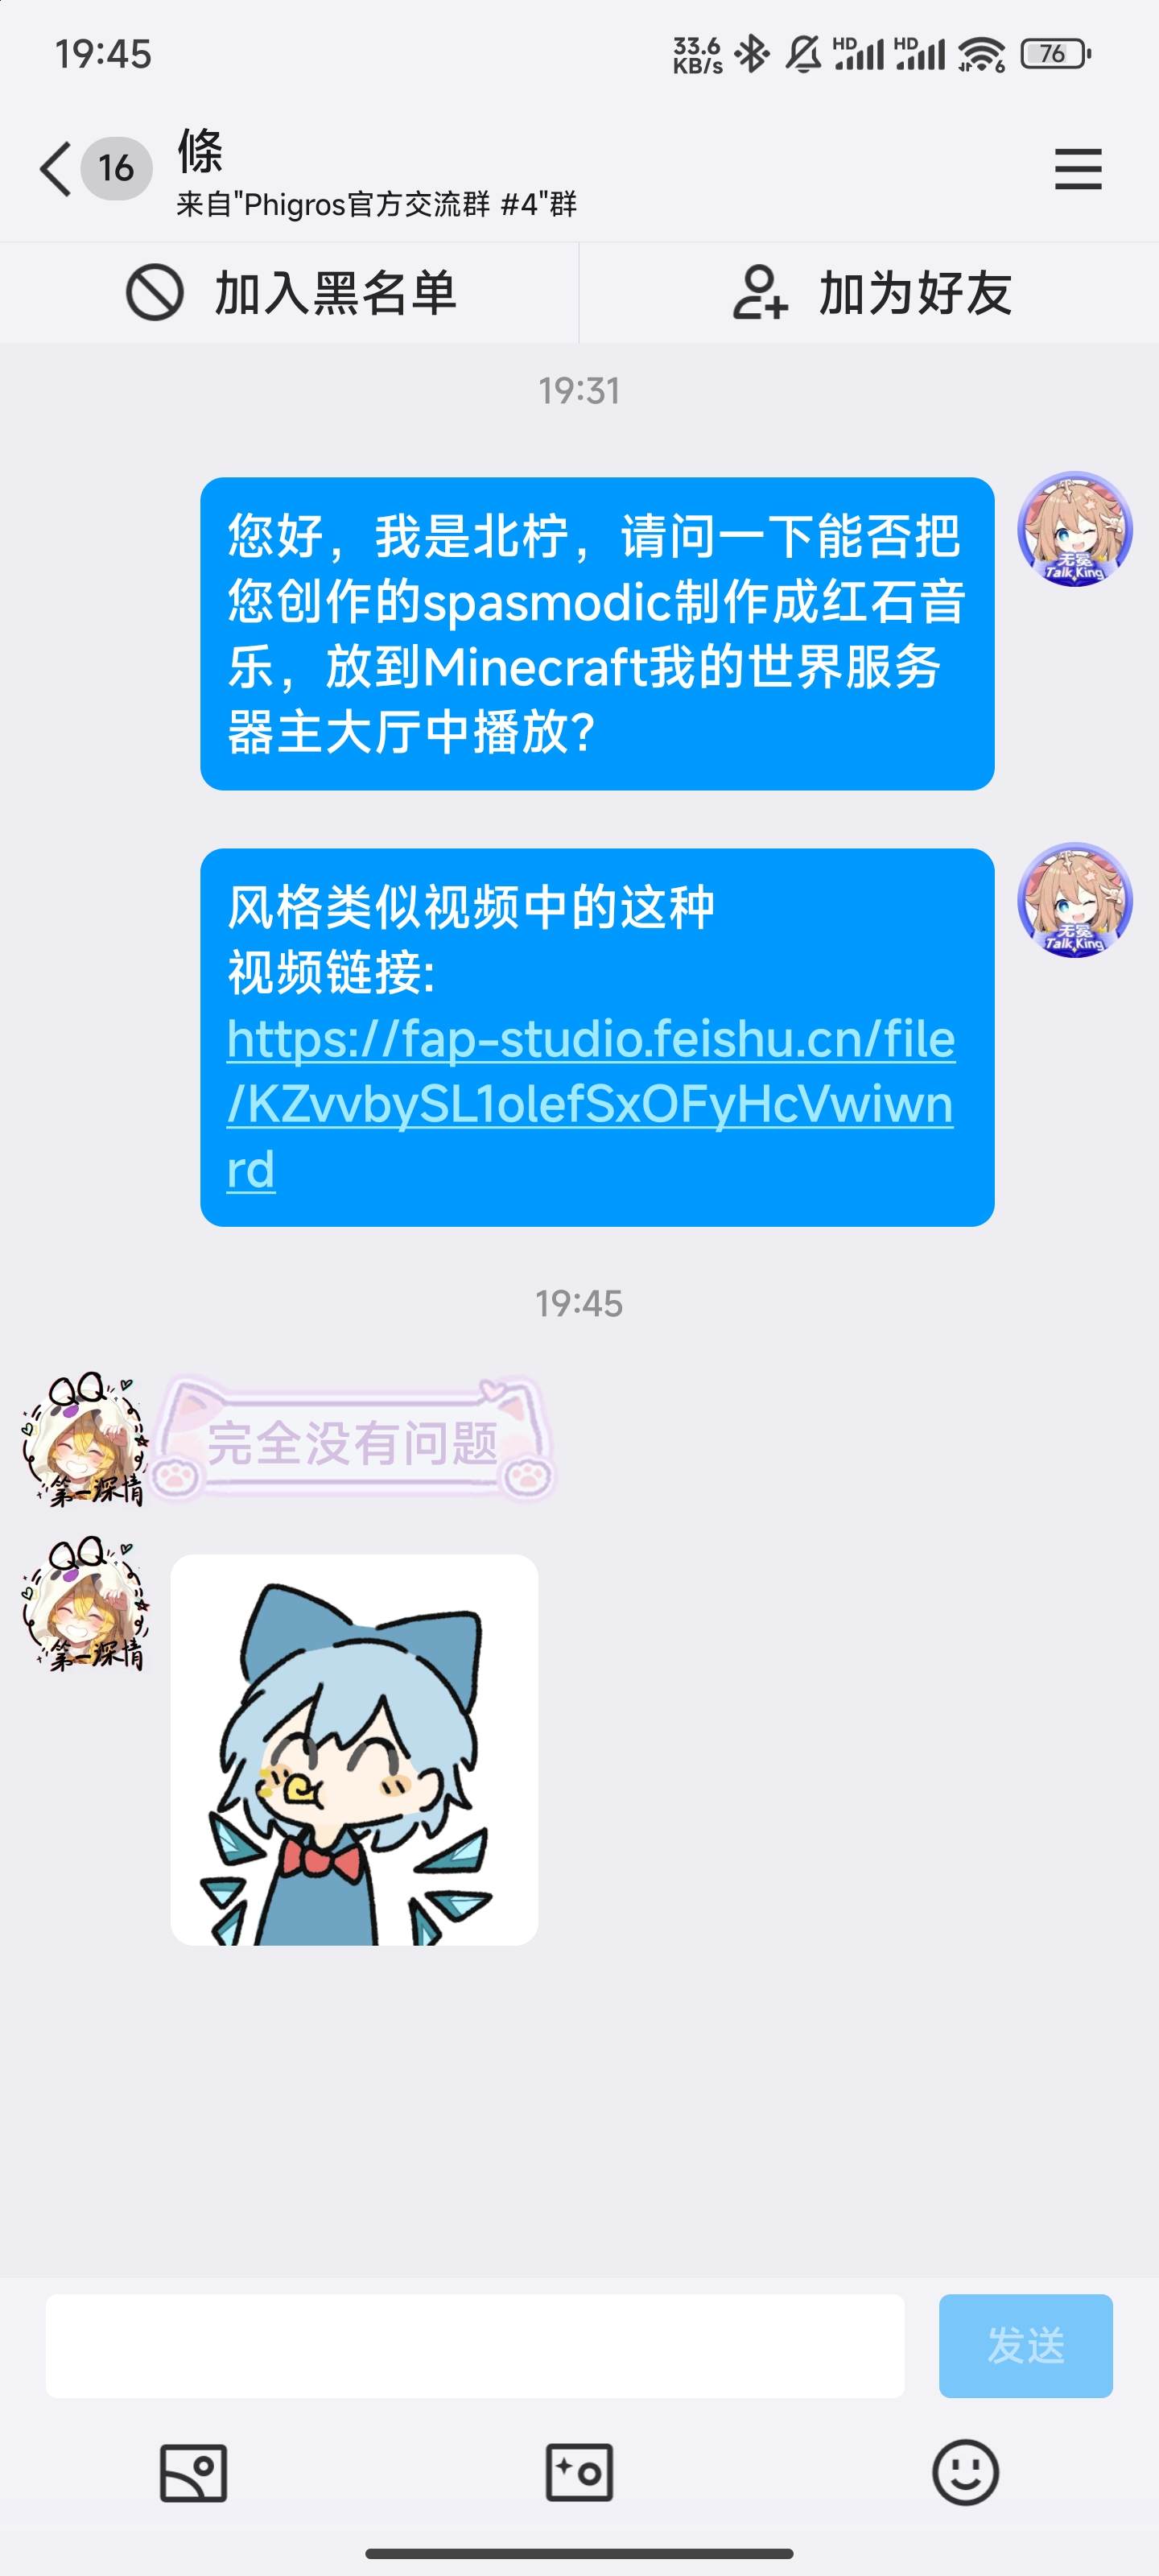 19:45
33.6
KB/s
HD
HD
6
76
16
條
来自"Phigros官方交流群 #4"群
加入黑名单
加为好友
19:31
您好，我是北柠，请问一下能否把
您创作的spasmodic制作成红石音
乐，放到Minecraft我的世界服务
器主大厅中播放？
无冕
Talk King
风格类似视频中的这种
视频链接:
https://fap-studio.feishu.cn/file
/KZvvbySL1olefSxOFyHcVwiwn
rd
无冕
Talk King
19:45
QQ
第一深情
完全没有问题
QQ
第一深情
发送